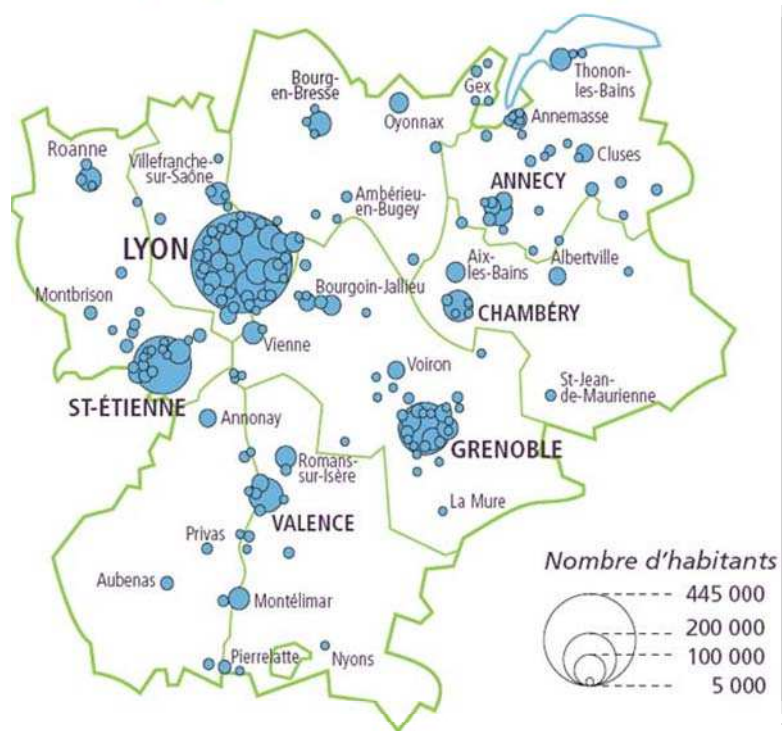 Bourg-
en-Bresse
Oyonnax
Gex
Thonon-
les-Bains
Annemasse
Roanne
Villefranche-
sur-Saône
Cluses
ANNECY
Ambérieu-
en-Bugey
LYON
Aix-
les-Bains
Albertville
Bourgoin-Jallieu
Montbrison
CHAMBÉRY
Vienne
Voiron
ST-ÉTIENNE
St-Jean-
de-Maurienne
Annonay
GRENOBLE
Romans-
sur-Isère
La Mure
VALENCE
Privas
Aubenas
Montélimar
Pierrelatte
Nyons
Nombre d'habitants
445 000
200 000
100 000
5 000